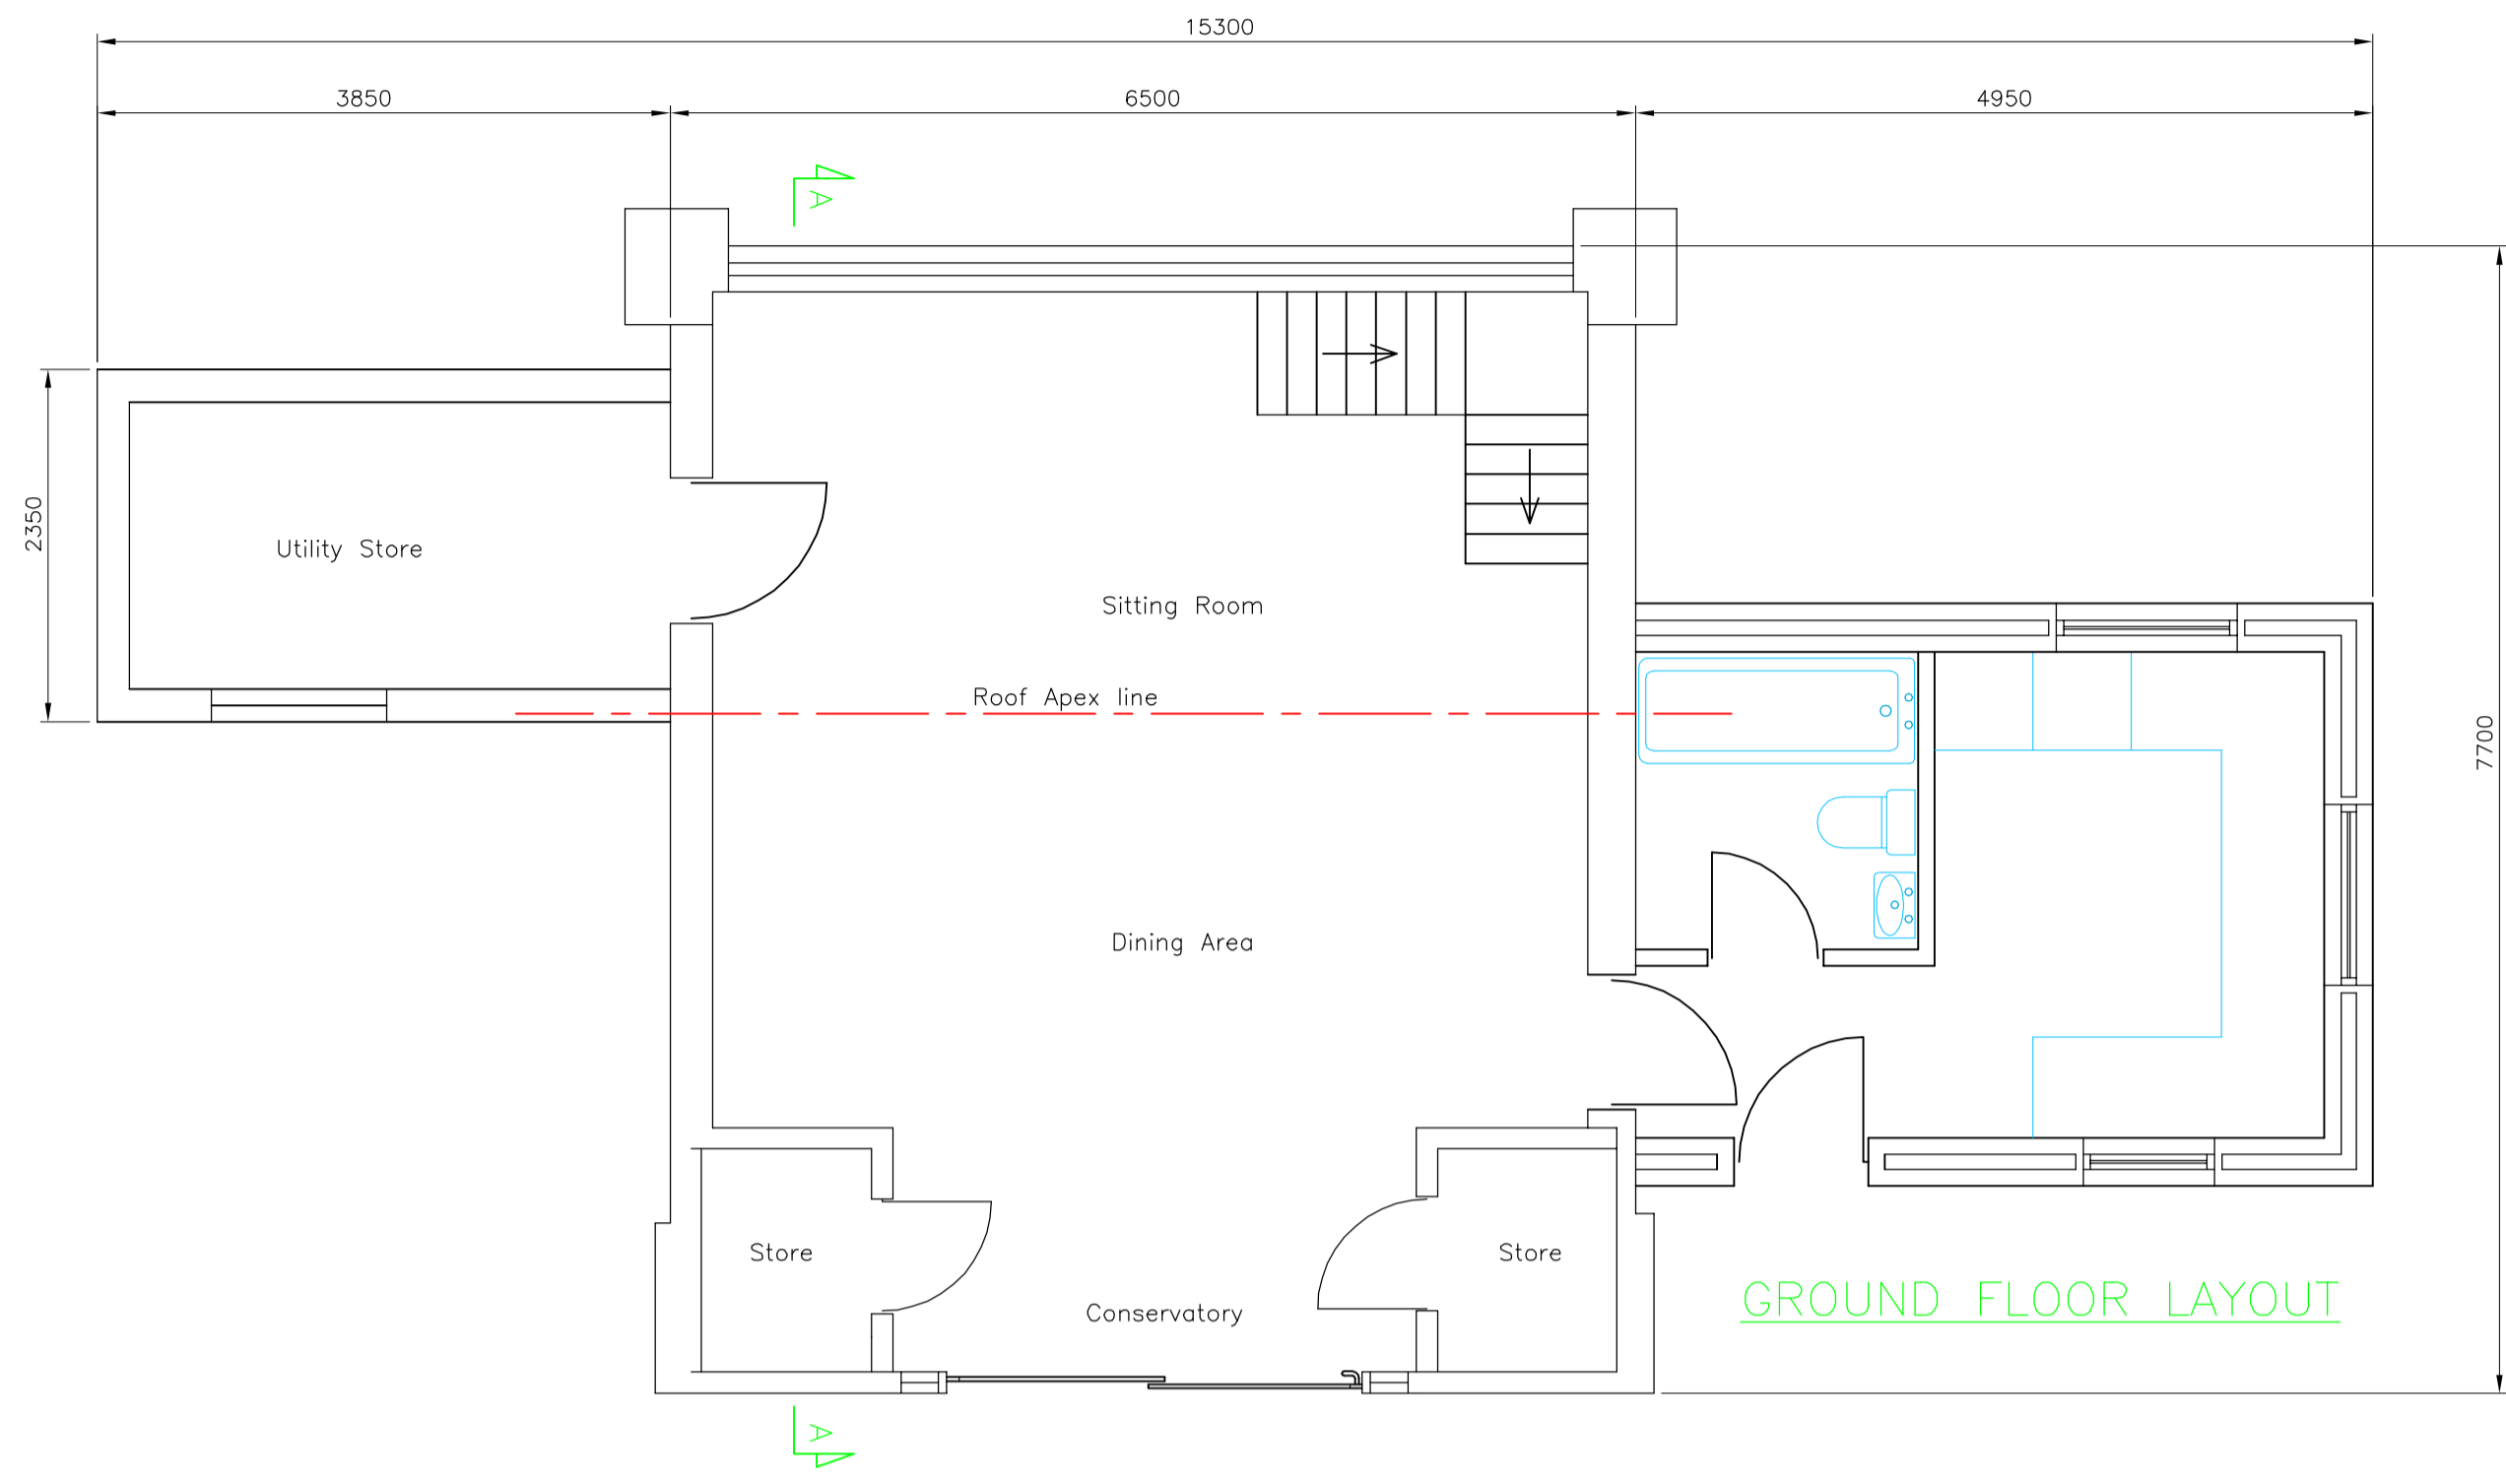 15300
3850
6500
4950
A
2350
Utility Store
Sitting Room
Roof Apex line
7700
Dining Area
Store
Store
Conservatory
GROUND FLOOR LAYOUT
A